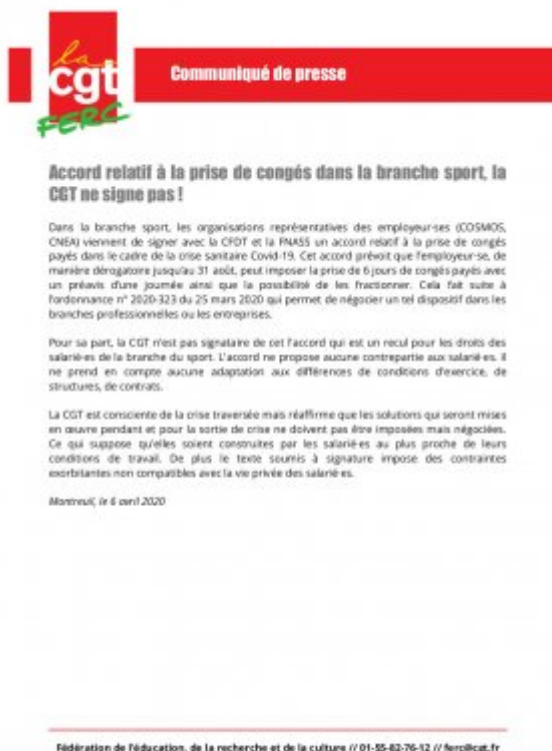 la
cgt
FERC
Communiqué de presse
Accord relatif à la prise de congés dans la branche sport, la
CGT ne signe pas !
Dans la branche sport, les organisations représentatives des employeur·ses (COSMOS,
CNEA) viennent de signer avec la CFDT et la FNASS un accord relatif à la prise de congés
payés dans le cadre de la crise sanitaire Covid-19. Cet accord prévoit que l'employeur·se, de
manière dérogatoire jusqu'au 31 août, peut imposer la prise de 6 jours de congés payés avec
un préavis d'une journée ainsi que la possibilité de les fractionner. Cela fait suite à
l'ordonnance n° 2020-323 du 25 mars 2020 qui permet de négocier un tel dispositif dans les
branches professionnelles ou les entreprises.
Pour sa part, la CGT n'est pas signataire de cet l'accord qui est un recul pour les droits des
salarié·es de la branche du sport. L'accord ne propose aucune contrepartie aux salarié·es. Il
ne prend en compte aucune adaptation aux différences de conditions d'exercice, de
structures, de contrats.
La CGT est consciente de la crise traversée mais réaffirme que les solutions qui seront mises
en œuvre pendant et pour la sortie de crise ne doivent pas être imposées mais négociées.
Ce qui suppose qu'elles soient construites par les salarié·es au plus proche de leurs
conditions de travail. De plus le texte soumis à signature impose des contraintes
exorbitantes non compatibles avec la vie privée des salarié·es.
Montreuil, le 6 avril 2020
Fédération de l'éducation, de la recherche et de la culture // 01-55-82-76-12 // ferc@cgt.fr